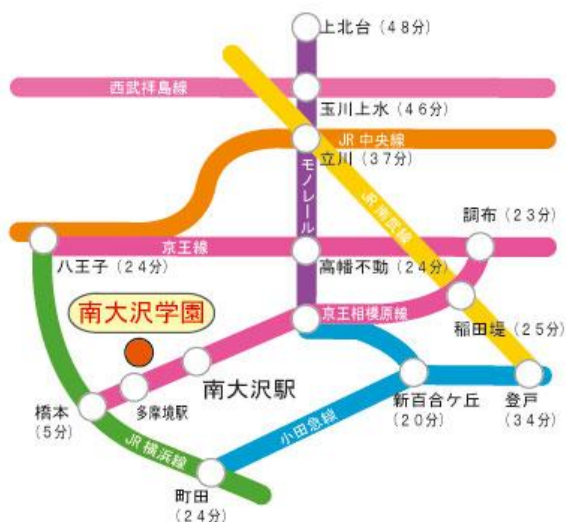 上北台(48分)
西武拝島線
玉川上水(46分)
JR中央線
立川(37分)
モノレール
JR南武線
調布(23分)
京王線
八王子(24分)
高幡不動(24分)
南大沢学園
京王相模原線
稲田堤(25分)
南大沢駅
多摩境駅
橋本
(5分)
新百合ケ丘
(20分)
登戸
(34分)
小田急線
JR横浜線
町田
(24分)